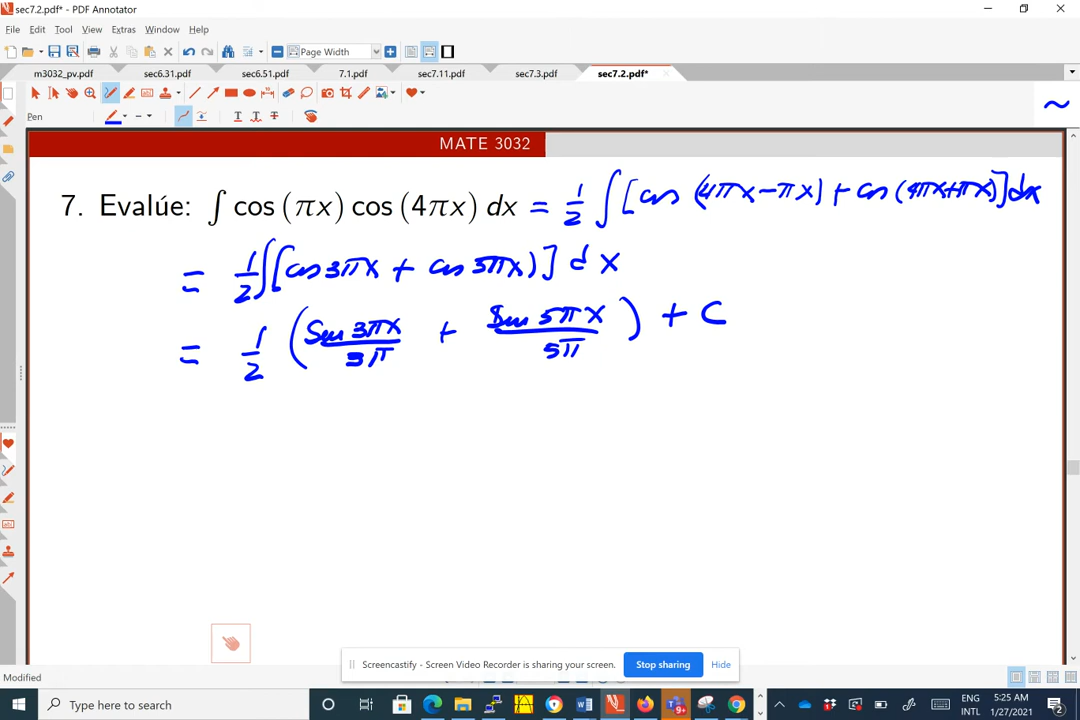 sec7.2.pdf* - PDF Annotator
File Edit Tool View Extras Window Help
Page Width
m3032_pv.pdf sec6.31.pdf sec6.51.pdf 7.1.pdf sec7.11.pdf sec7.3.pdf sec7.2.pdf*
Pen
MATE 3032
7. Evalúe: ∫ cos (πx) cos (4πx) dx = 1/2 ∫ [cos (4πx-πx) + cos (4πx+πx)] dx
= 1/2 ∫ [cos 3πx + cos 5πx)] dx
= 1/2 (Sen 3πx/3π + Sen 5πx/5π) + C
Screencastify - Screen Video Recorder is sharing your screen. Stop sharing Hide
Modified
Type here to search
9+
ENG
INTL
5:25 AM
1/27/2021
2